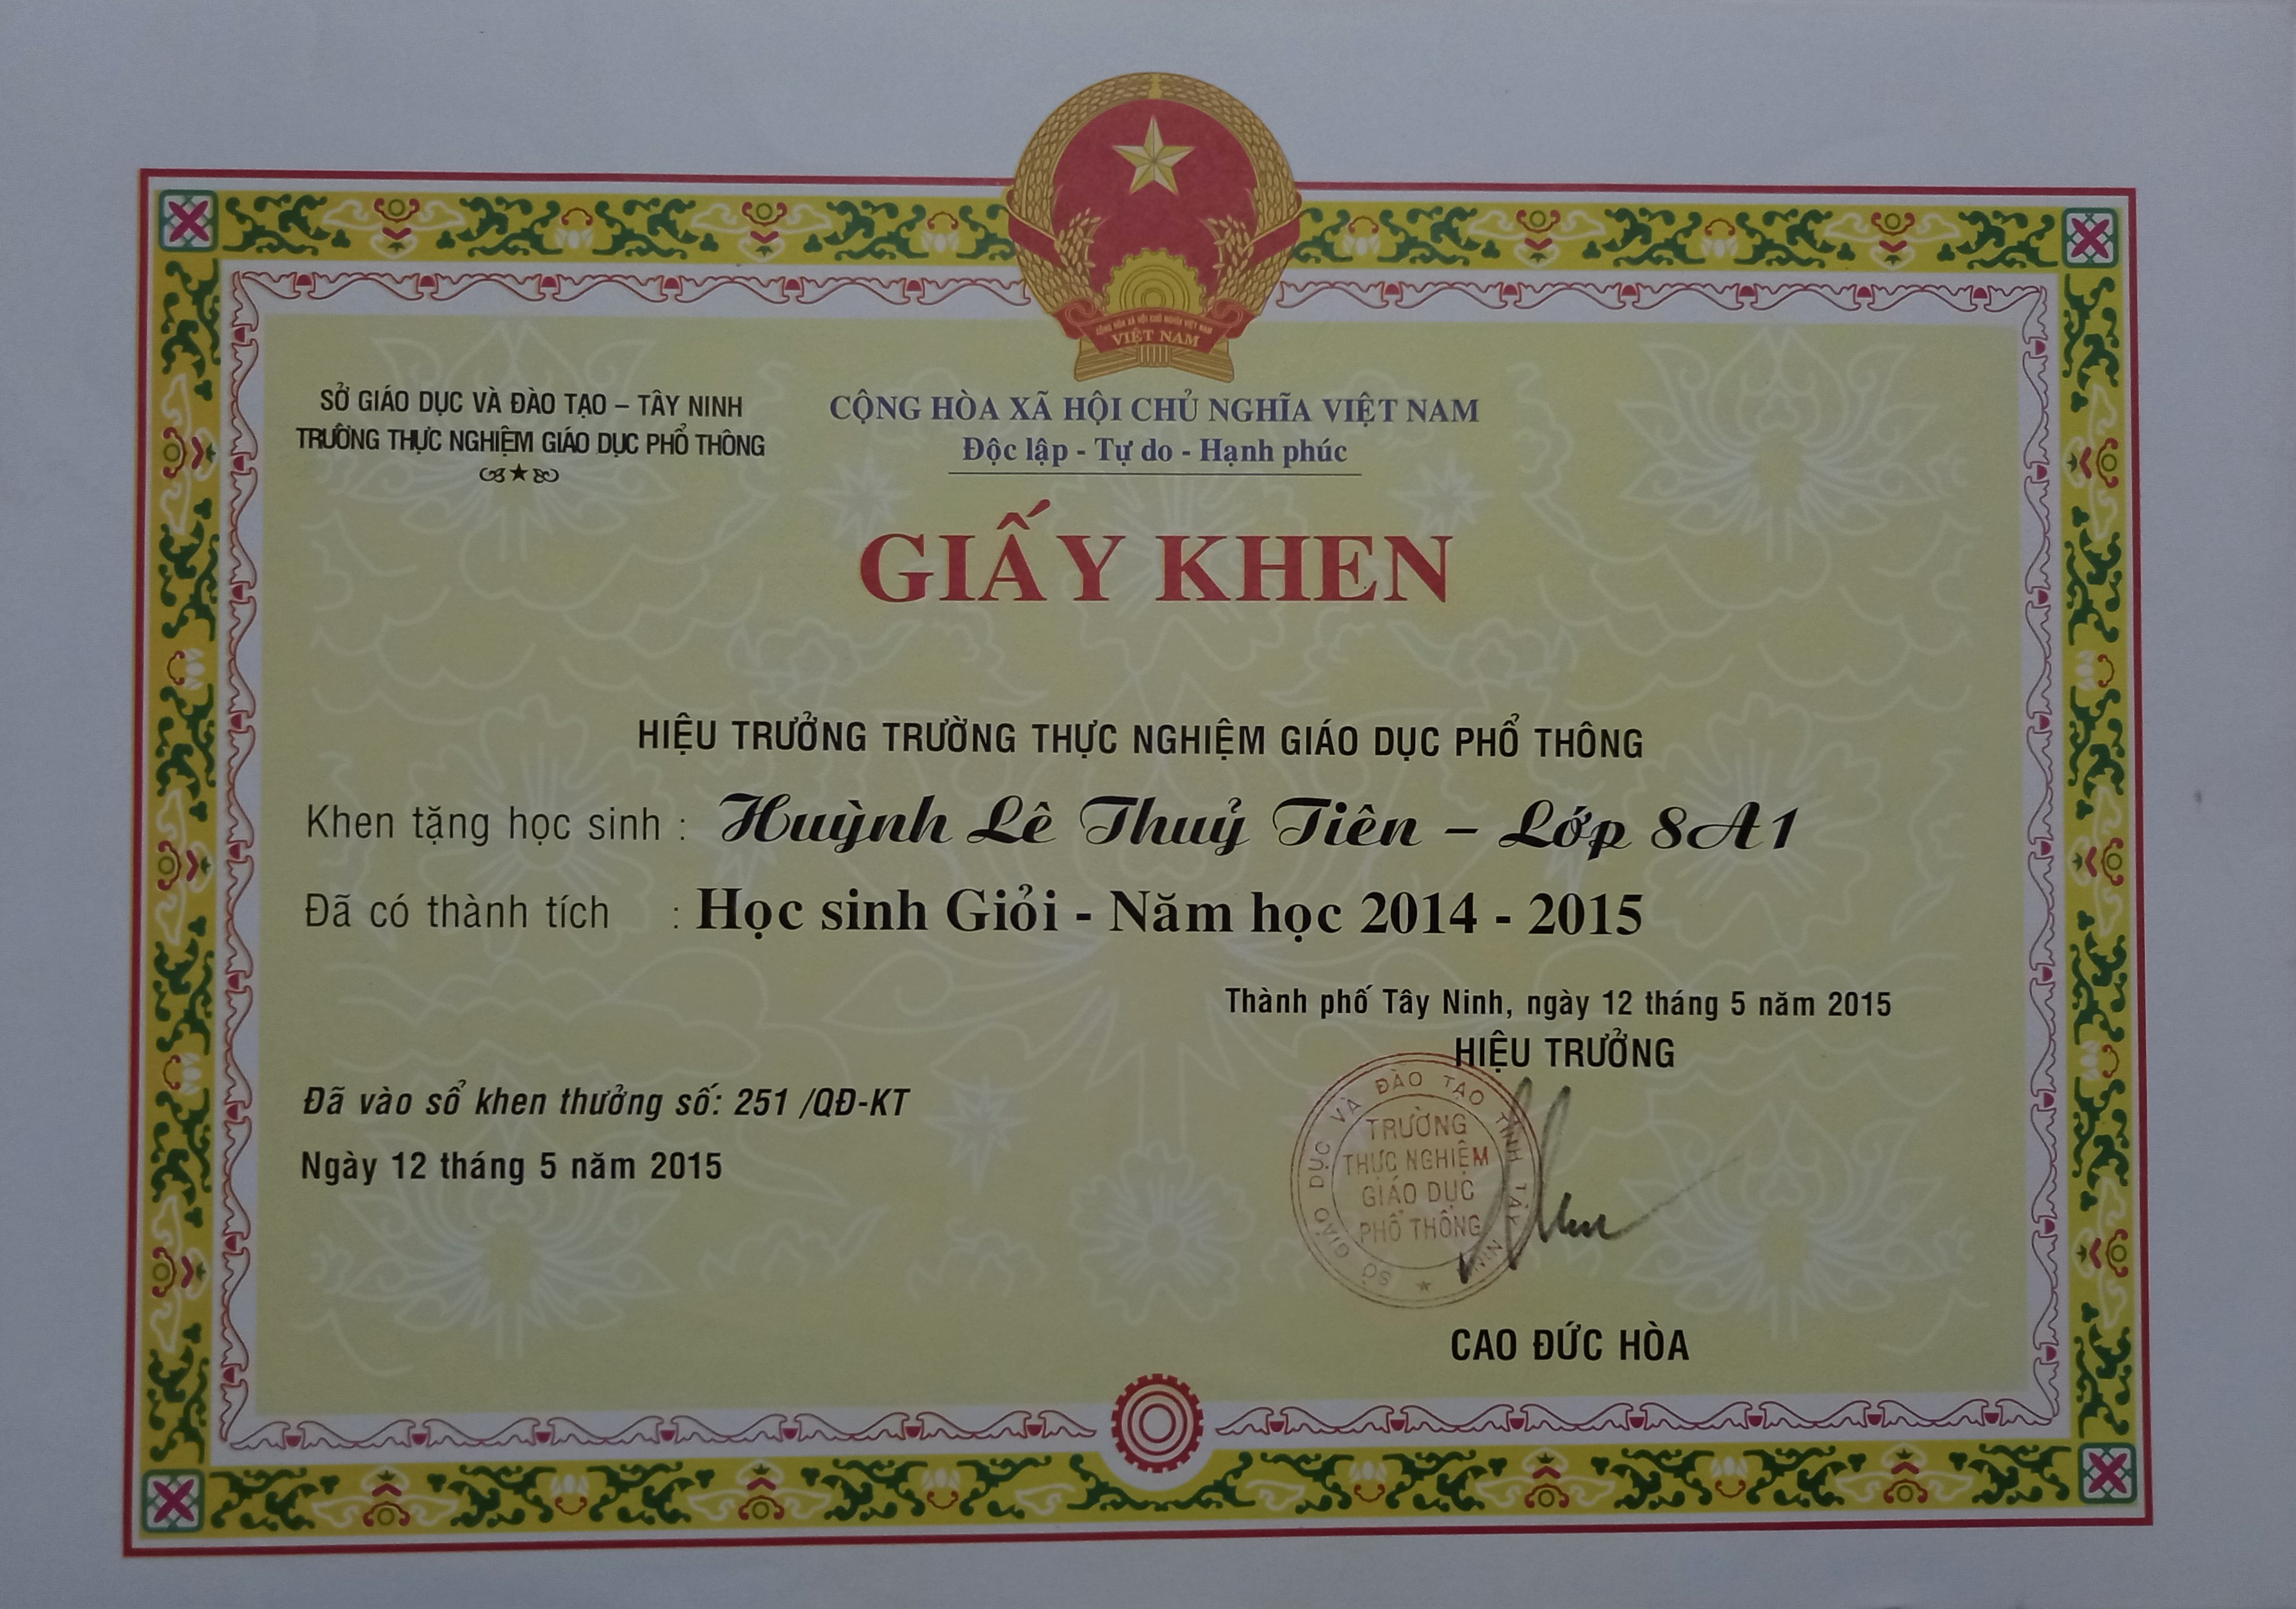 CỘNG HÒA XÃ HỘI CHỦ NGHĨA VIỆT NAM
VIỆT NAM
SỞ GIÁO DỤC VÀ ĐÀO TẠO – TÂY NINH
TRƯỜNG THỰC NGHIỆM GIÁO DỤC PHỔ THÔNG
CỘNG HÒA XÃ HỘI CHỦ NGHĨA VIỆT NAM
Độc lập - Tự do - Hạnh phúc
GIẤY KHEN
HIỆU TRƯỞNG TRƯỜNG THỰC NGHIỆM GIÁO DỤC PHỔ THÔNG
Khen tặng học sinh : Huỳnh Lê Thuỷ Tiên – Lớp 8A1
Đã có thành tích : Học sinh Giỏi - Năm học 2014 - 2015
Thành phố Tây Ninh, ngày 12 tháng 5 năm 2015
HIỆU TRƯỞNG
Đã vào sổ khen thưởng số: 251 /QĐ-KT
Ngày 12 tháng 5 năm 2015
SỞ GIÁO DỤC VÀ ĐÀO TẠO TỈNH TÂY NINH
TRƯỜNG
THỰC NGHIỆM
GIÁO DỤC
PHỔ THÔNG
CAO ĐỨC HÒA